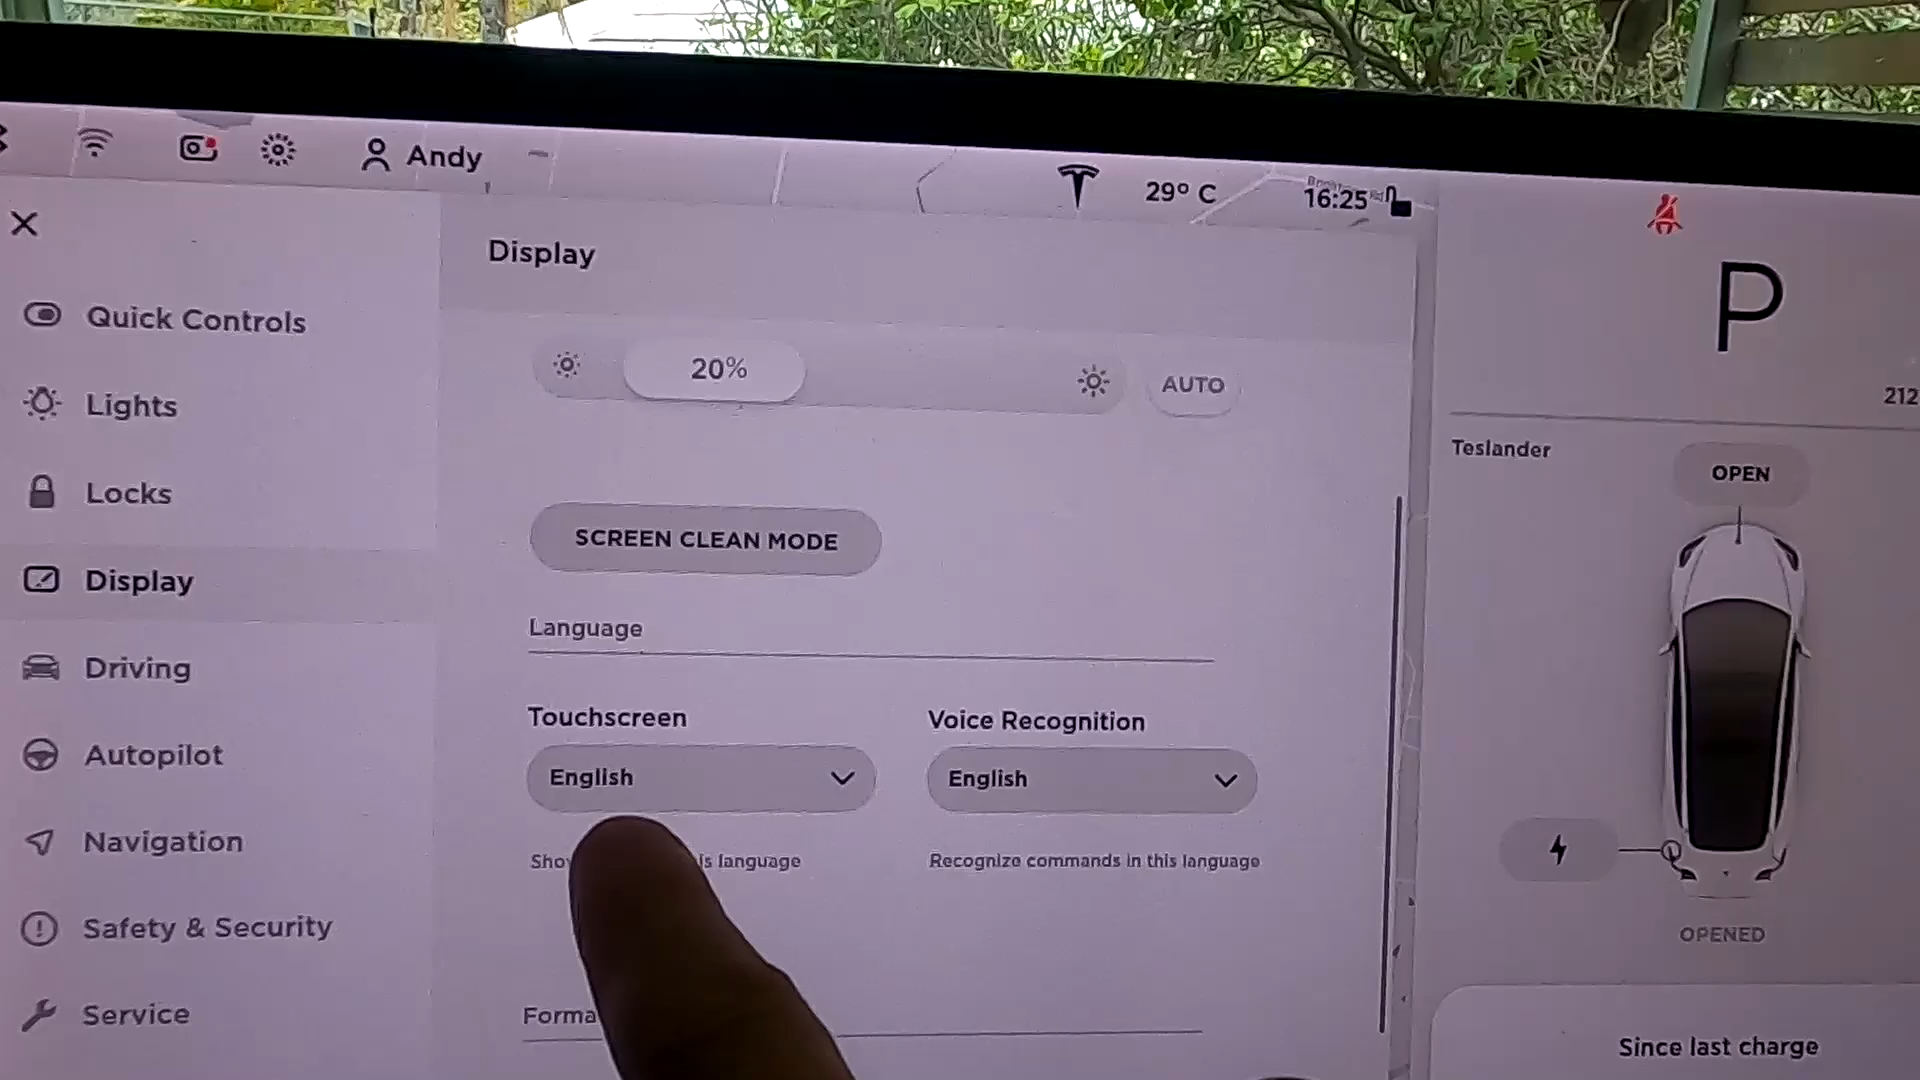 Andy
29° C
16:25
Display
P
212
Quick Controls
20%
AUTO
Lights
Teslander
OPEN
Locks
SCREEN CLEAN MODE
Display
Language
Driving
Touchscreen
Voice Recognition
Autopilot
English
English
Navigation
is language
Recognize commands in this language
Safety & Security
OPENED
Service
Since last charge